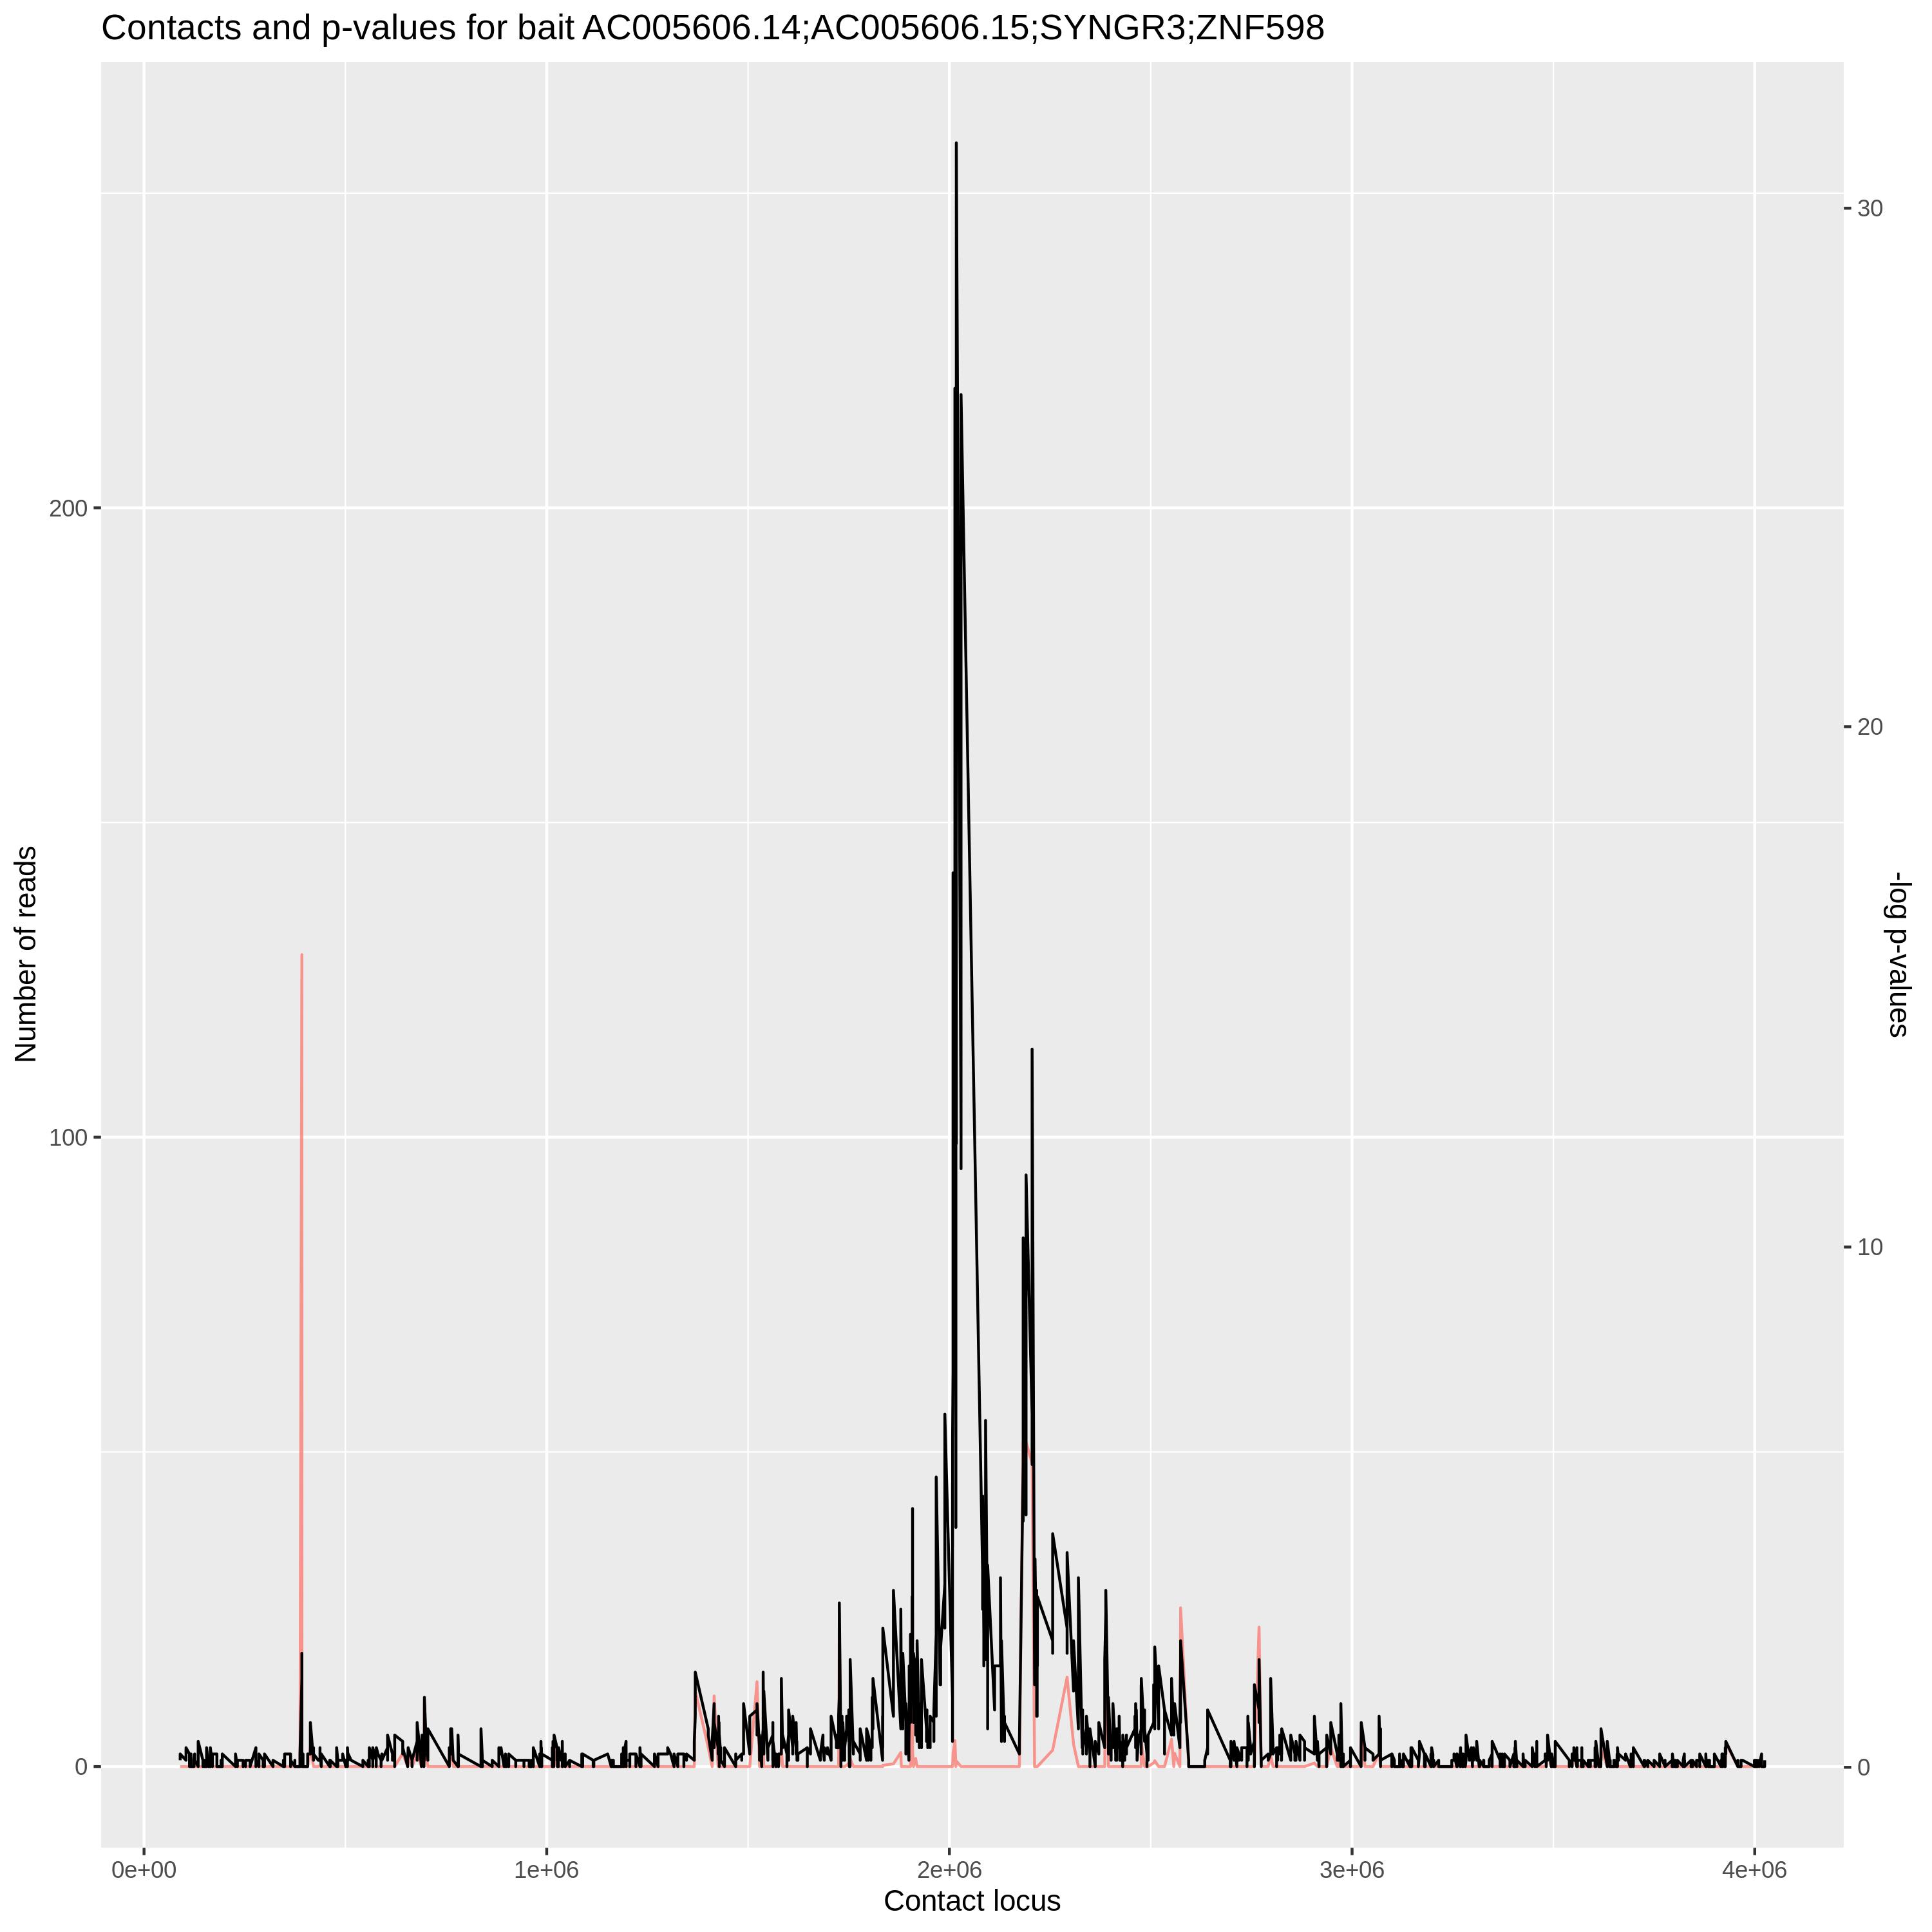 Contacts and p-values for bait AC005606.14;AC005606.15;SYNGR3;ZNF598
Number of reads
200
100
0
30
20
10
0
-log p-values
0e+00
1e+06
2e+06
3e+06
4e+06
Contact locus